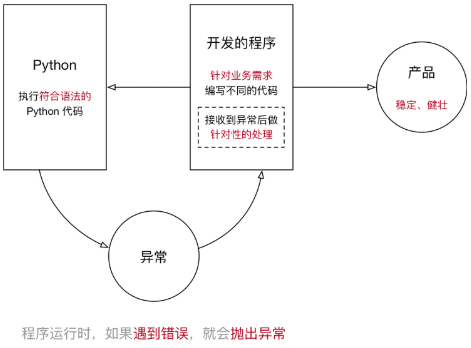 Python
执行符合语法的
Python 代码
开发的程序
针对业务需求
编写不同的代码
接收到异常后做
针对性的处理
产品
稳定、健壮
异常
程序运行时，如果遇到错误，就会抛出异常